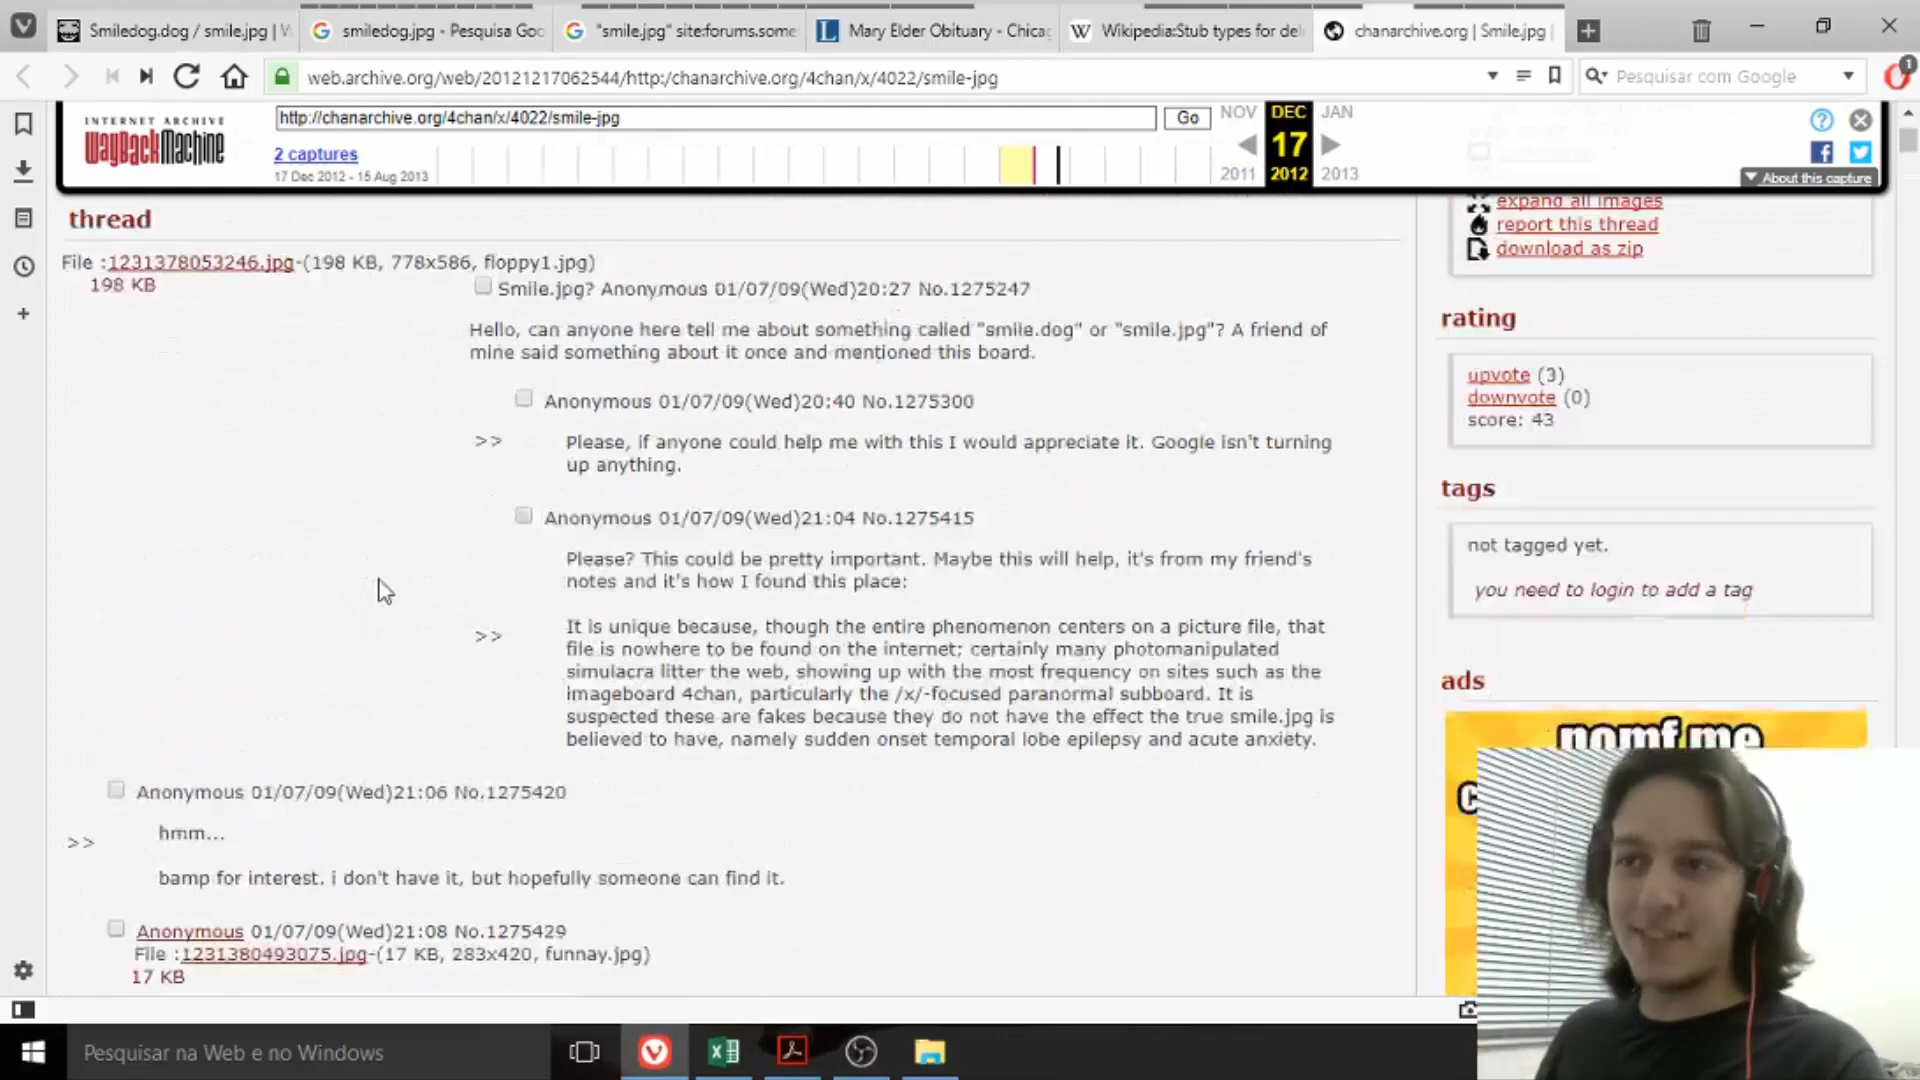 Smiledog.dog / smile.jpg |
smiledog.jpg - Pesquisa Goo
"smile.jpg" site:forums.some
Mary Elder Obituary - Chicag
Wikipedia:Stub types for del
chanarchive.org | Smile.jpg |
web.archive.org/web/20121217062544/http:/chanarchive.org/4chan/x/4022/smile-jpg
Pesquisar com Google
1
INTERNET ARCHIVE
WayBackMachine
http://chanarchive.org/4chan/x/4022/smile-jpg
Go
NOV DEC JAN
2 captures
17
17 Dec 2012 - 15 Aug 2013
2011 2012 2013
About this capture
thread
expand all images
report this thread
download as zip
File :1231378053246.jpg-(198 KB, 778x586, floppy1.jpg)
198 KB
Smile.jpg? Anonymous 01/07/09(Wed)20:27 No.1275247
Hello, can anyone here tell me about something called "smile.dog" or "smile.jpg"? A friend of
mine said something about it once and mentioned this board.
Anonymous 01/07/09(Wed)20:40 No.1275300
>> Please, if anyone could help me with this I would appreciate it. Google isn't turning
up anything.
Anonymous 01/07/09(Wed)21:04 No.1275415
Please? This could be pretty important. Maybe this will help, it's from my friend's
notes and it's how I found this place:
>> It is unique because, though the entire phenomenon centers on a picture file, that
file is nowhere to be found on the internet; certainly many photomanipulated
simulacra litter the web, showing up with the most frequency on sites such as the
imageboard 4chan, particularly the /x/-focused paranormal subboard. It is
suspected these are fakes because they do not have the effect the true smile.jpg is
believed to have, namely sudden onset temporal lobe epilepsy and acute anxiety.
Anonymous 01/07/09(Wed)21:06 No.1275420
hmm...
>>
bamp for interest. i don't have it, but hopefully someone can find it.
Anonymous 01/07/09(Wed)21:08 No.1275429
File :1231380493075.jpg-(17 KB, 283x420, funnay.jpg)
17 KB
rating
upvote (3)
downvote (0)
score: 43
tags
not tagged yet.
you need to login to add a tag
ads
nomf me
Pesquisar na Web e no Windows